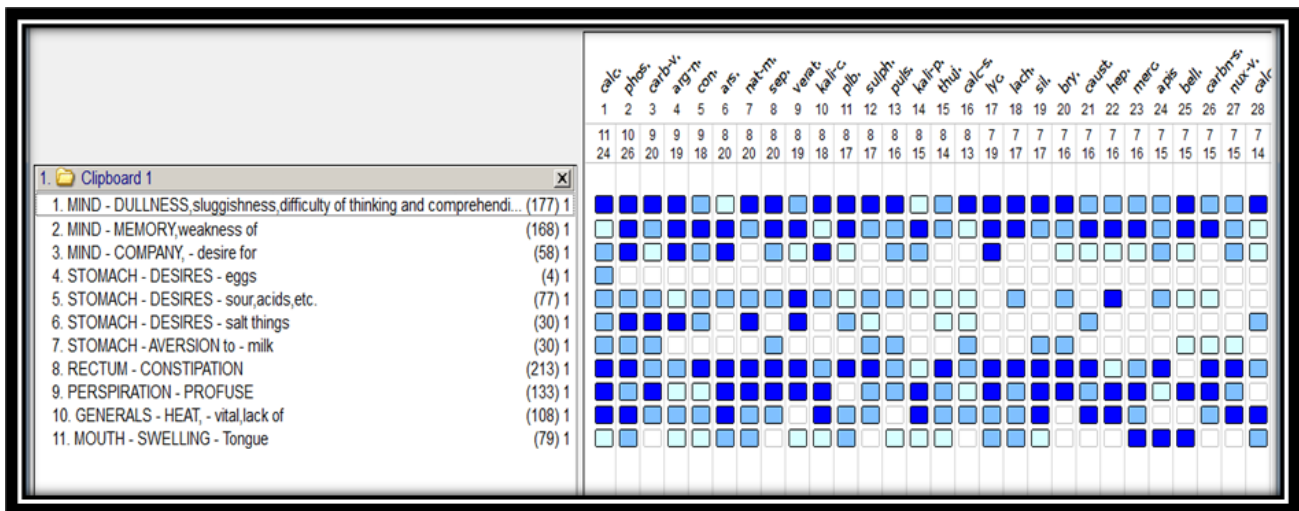 calc. phos. carb-v. arg-n. con. ars. nat-m. sep. verat. kali-c. plb. sulph. puls. kali-p. thuj. calc-s. lyc. lach. sil. bry. caust. hep. merc. apis bell. carbn-s. nux-v. calc
1 2 3 4 5 6 7 8 9 10 11 12 13 14 15 16 17 18 19 20 21 22 23 24 25 26 27 28
11 10 9 9 9 8 8 8 8 8 8 8 8 8 8 8 7 7 7 7 7 7 7 7 7 7 7 7
24 26 20 19 18 20 20 20 19 18 17 17 16 15 14 13 19 17 17 16 16 16 16 15 15 15 15 14
1. Clipboard 1 X
1. MIND - DULLNESS,sluggishness,difficulty of thinking and comprehendi... (177) 1
2. MIND - MEMORY,weakness of (168) 1
3. MIND - COMPANY, - desire for (58) 1
4. STOMACH - DESIRES - eggs (4) 1
5. STOMACH - DESIRES - sour,acids,etc. (77) 1
6. STOMACH - DESIRES - salt things (30) 1
7. STOMACH - AVERSION to - milk (30) 1
8. RECTUM - CONSTIPATION (213) 1
9. PERSPIRATION - PROFUSE (133) 1
10. GENERALS - HEAT, - vital,lack of (108) 1
11. MOUTH - SWELLING - Tongue (79) 1